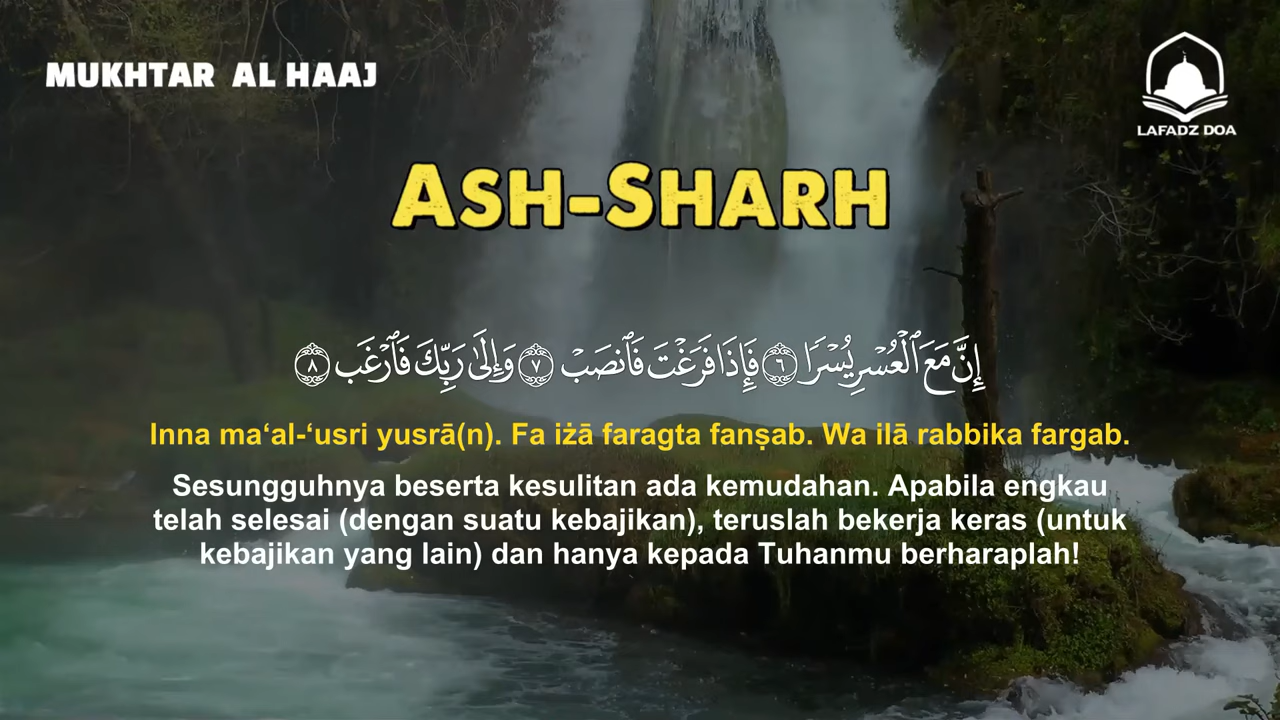 MUKHTAR AL HAAJ
LAFADZ DOA
ASH-SHARH
إِنَّ مَعَ ٱلْعُسْرِ يُسْرًا ٦ فَإِذَا فَرَغْتَ فَٱنصَبْ ٧ وَإِلَىٰ رَبِّكَ فَٱرْغَب ٨
Inna ma‘al-‘usri yusrā(n). Fa iżā faragta fanṣab. Wa ilā rabbika fargab.
Sesungguhnya beserta kesulitan ada kemudahan. Apabila engkau
telah selesai (dengan suatu kebajikan), teruslah bekerja keras (untuk
kebajikan yang lain) dan hanya kepada Tuhanmu berharaplah!